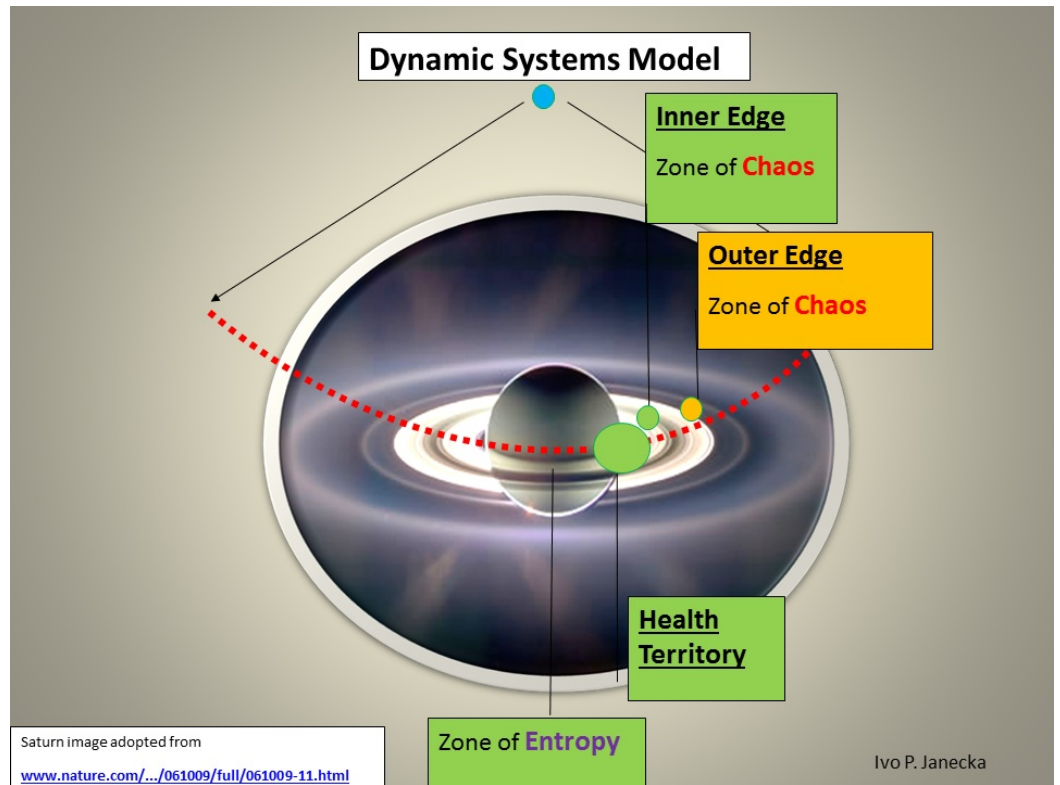 Dynamic Systems Model
Inner Edge
Zone of Chaos
Outer Edge
Zone of Chaos
Health
Territory
Zone of Entropy
Saturn image adopted from
www.nature.com/.../061009/full/061009-11.html
Ivo P. Janecka